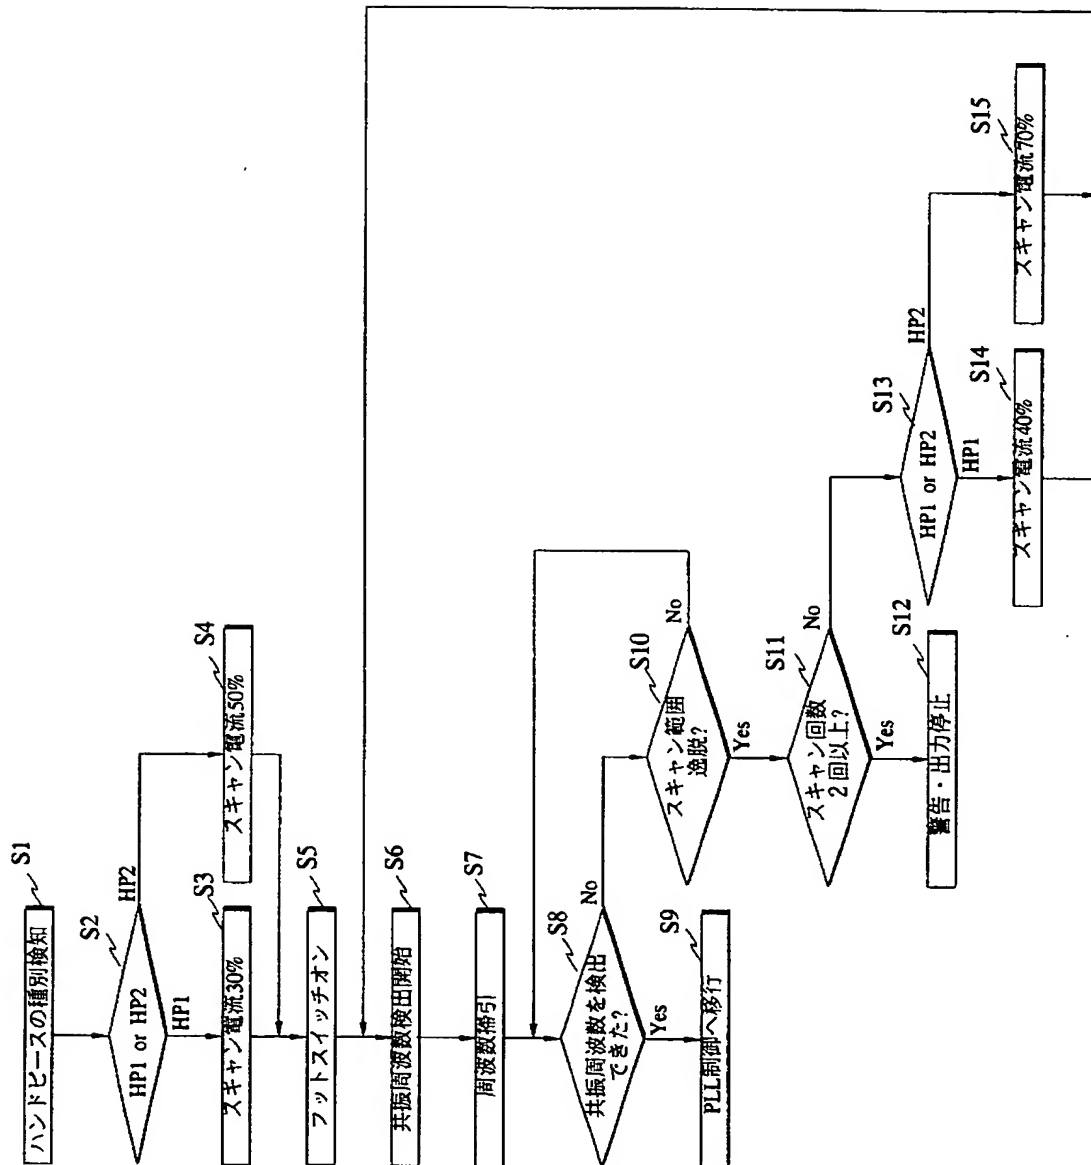 S1
ハンドピースの種別検知
S2
HP1 or HP2
HP2
HP1
S3
スキャン電流30%
S4
スキャン電流50%
S5
フットスイッチオン
S6
共振周波数検出開始
S7
周波数掃引
S8
共振周波数を検出
できた?
No
Yes
S9
PLL制御へ移行
S10
スキャン範囲
逸脱?
No
Yes
S11
スキャン回数
2回以上?
No
Yes
S12
警告・出力停止
S13
HP1 or HP2
HP2
HP1
S14
スキャン電流40%
S15
スキャン電流70%